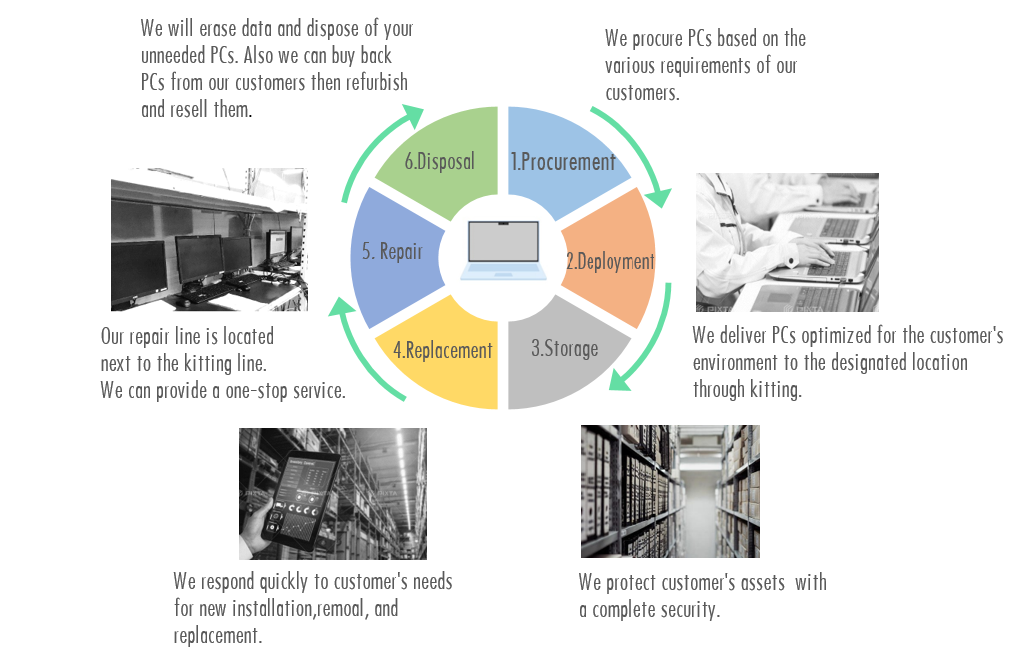 We will erase data and dispose of your
unneeded PCs. Also we can buy back
PCs from our customers then refurbish
and resell them.
We procure PCs based on the
various requirements of our
customers.
6.Disposal
1.Procurement
5. Repair
2.Deployment
4.Replacement
3.Storage
Our repair line is located
next to the kitting line.
We can provide a one-stop service.
We deliver PCs optimized for the customer's
environment to the designated location
through kitting.
We respond quickly to customer's needs
for new installation,remoal, and
replacement.
We protect customer's assets  with
a complete security.